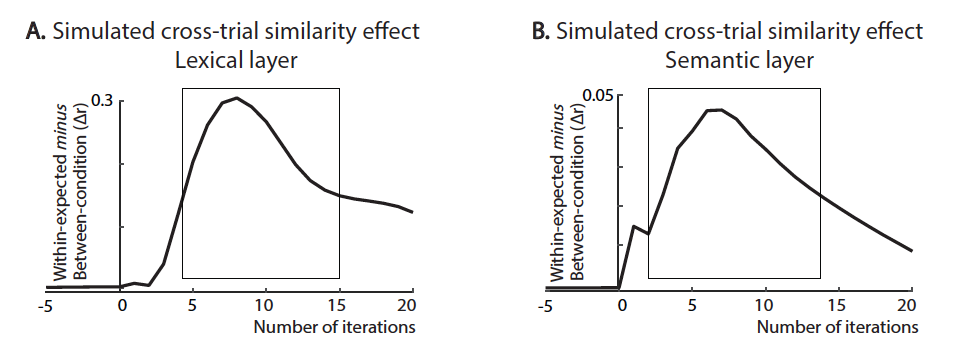 A. Simulated cross-trial similarity effect
Lexical layer
Within-expected minus
Between-condition (Δr)
0.3
-5 0 5 10 15 20
Number of iterations
B. Simulated cross-trial similarity effect
Semantic layer
Within-expected minus
Between-condition (Δr)
0.05
-5 0 5 10 15 20
Number of iterations